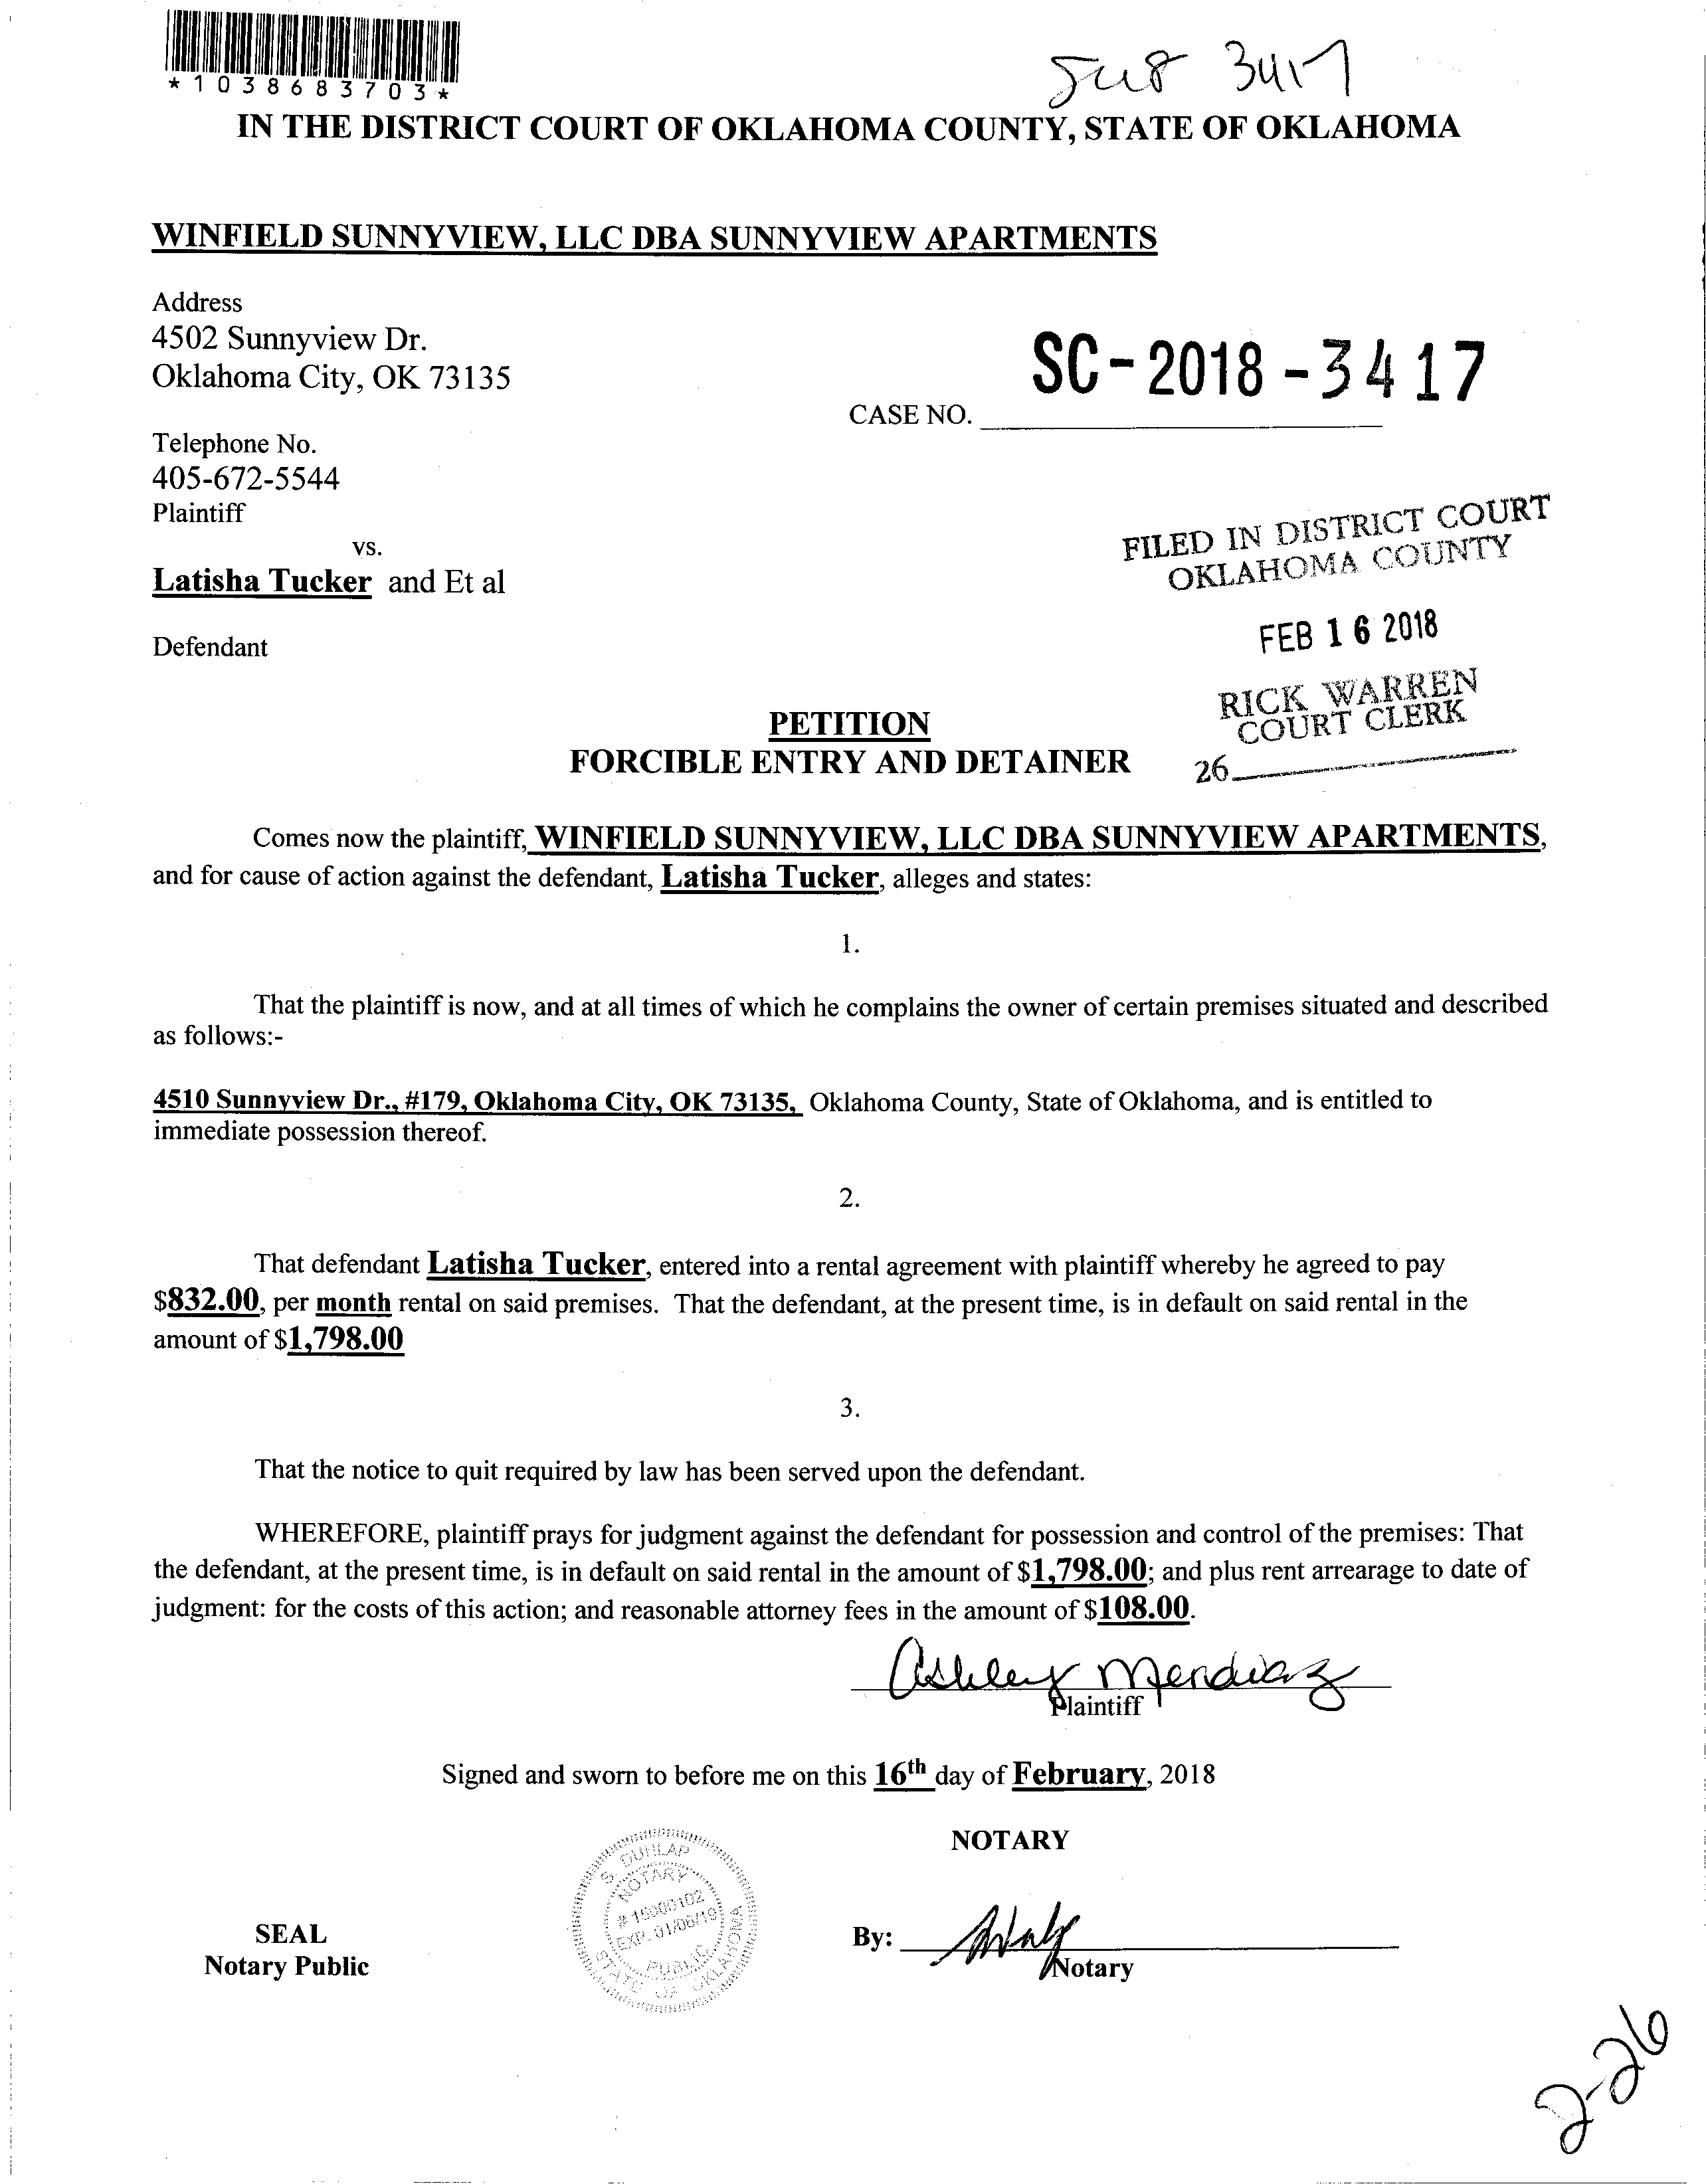 *1038683703*
3417
IN THE DISTRICT COURT OF OKLAHOMA COUNTY, STATE OF OKLAHOMA
WINFIELD SUNNYVIEW, LLC DBA SUNNYVIEW APARTMENTS
Address
4502 Sunnyview Dr.
Oklahoma City, OK 73135
SC-2018-3417
CASE NO.
Telephone No.
405-672-5544
Plaintiff
vs.
Latisha Tucker and Et al
Defendant
FILED IN DISTRICT COURT
OKLAHOMA COUNTY
FEB 16 2018
RICK WARREN
COURT CLERK
26
PETITION
FORCIBLE ENTRY AND DETAINER
Comes now the plaintiff, WINFIELD SUNNYVIEW, LLC DBA SUNNYVIEW APARTMENTS,
and for cause of action against the defendant, Latisha Tucker, alleges and states:
1.
That the plaintiff is now, and at all times of which he complains the owner of certain premises situated and described
as follows:-
4510 Sunnyview Dr., #179, Oklahoma City, OK 73135, Oklahoma County, State of Oklahoma, and is entitled to
immediate possession thereof.
2.
That defendant Latisha Tucker, entered into a rental agreement with plaintiff whereby he agreed to pay
$832.00, per month rental on said premises. That the defendant, at the present time, is in default on said rental in the
amount of $1,798.00
3.
That the notice to quit required by law has been served upon the defendant.
WHEREFORE, plaintiff prays for judgment against the defendant for possession and control of the premises: That
the defendant, at the present time, is in default on said rental in the amount of $1,798.00; and plus rent arrearage to date of
judgment: for the costs of this action; and reasonable attorney fees in the amount of $108.00.
Ashley Mendiaz
Plaintiff
Signed and sworn to before me on this 16th day of February, 2018
NOTARY
S. DUNLAP
NOTARY
EXP. 01/06/19
PUBLIC
STATE OF OKLAHOMA
SEAL
Notary Public
By:
Notary
2-26